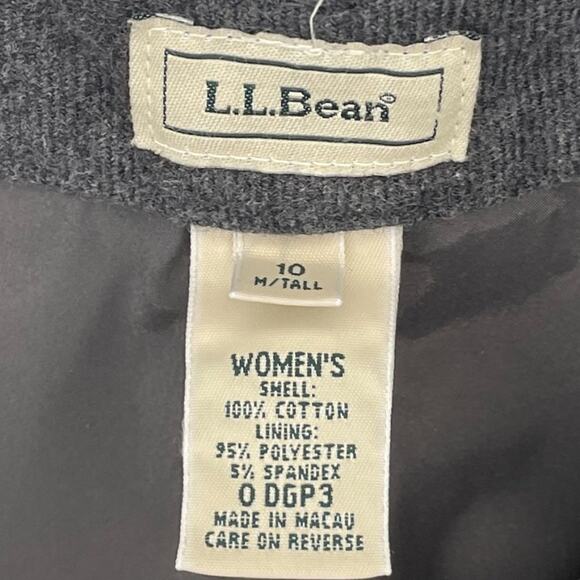 L.L.Bean®
10
M/TALL
WOMEN'S
SHELL:
100% COTTON
LINING:
95% POLYESTER
5% SPANDEX
0 DGP3
MADE IN MACAU
CARE ON REVERSE